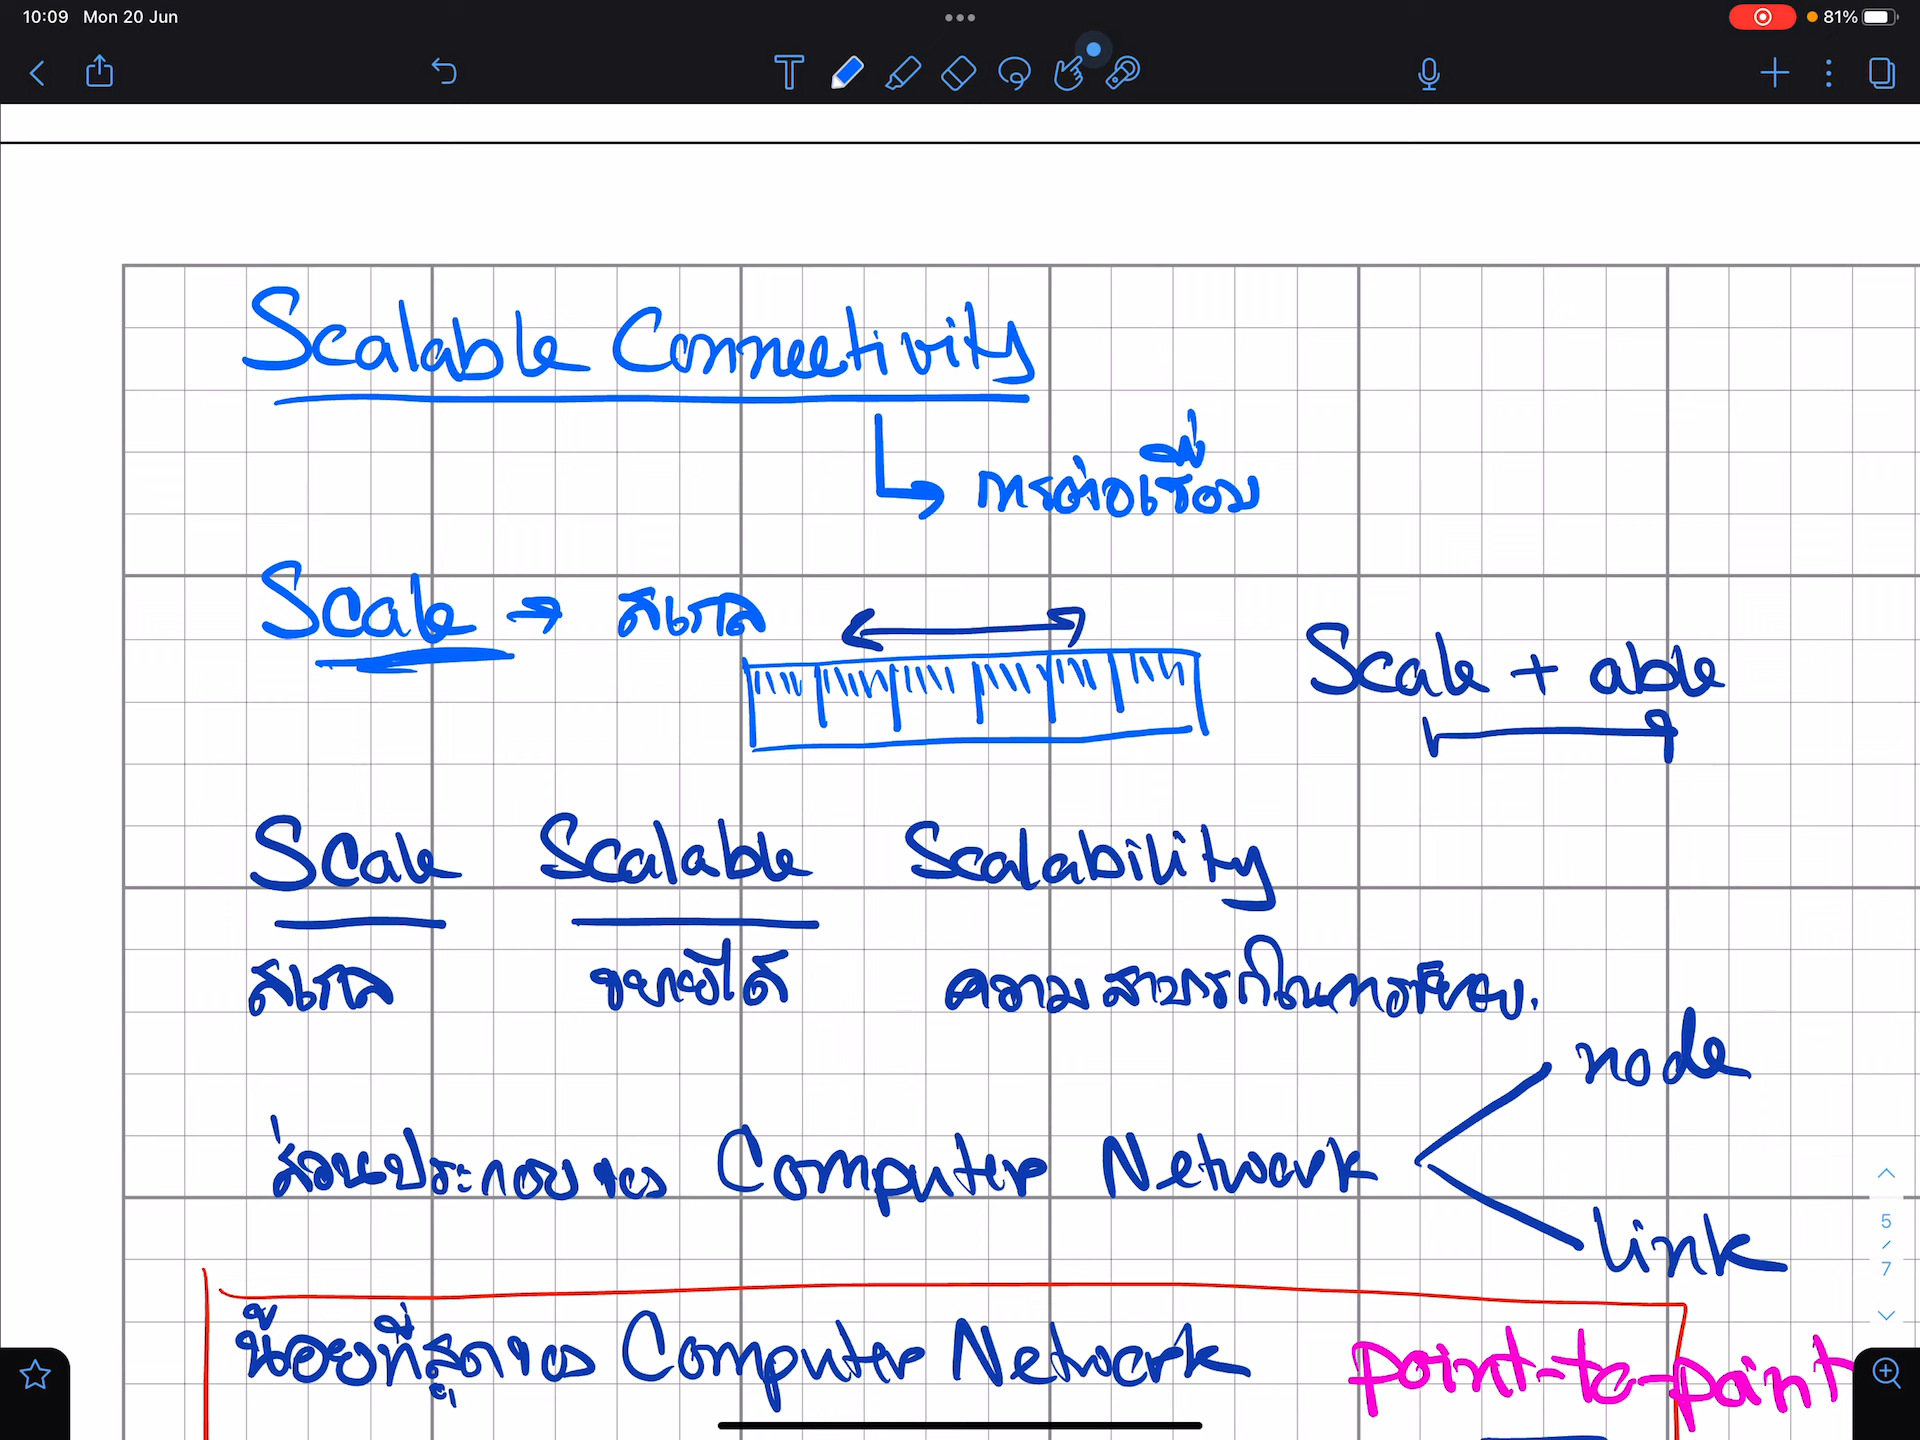 10:09 Mon 20 Jun
81%
Scalable Connectivity
การต่อเชื่อม
Scale → สเกล
Scale + able
Scale Scalable Scalability
สเกล ขยายได้ ความสามารถในการขยาย.
node
ส่วนประกอบของ Computer Network
link
5
7
น้อยที่สุดของ Computer Network point-to-point